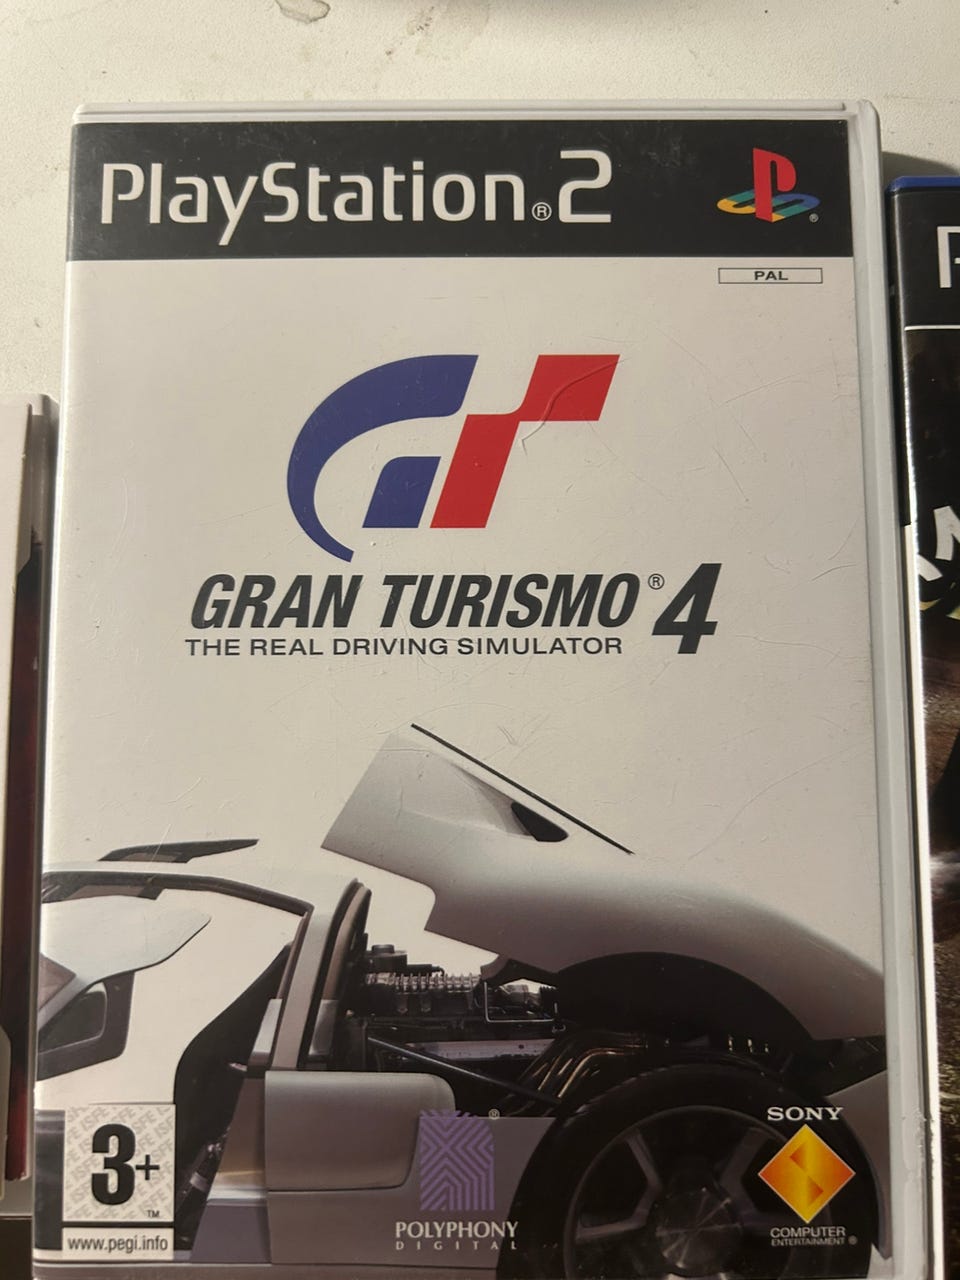 PlayStation®2
PAL
GRAN TURISMO® 4
THE REAL DRIVING SIMULATOR
3+
™
www.pegi.info
®
POLYPHONY
DIGITAL
SONY
COMPUTER
ENTERTAINMENT®